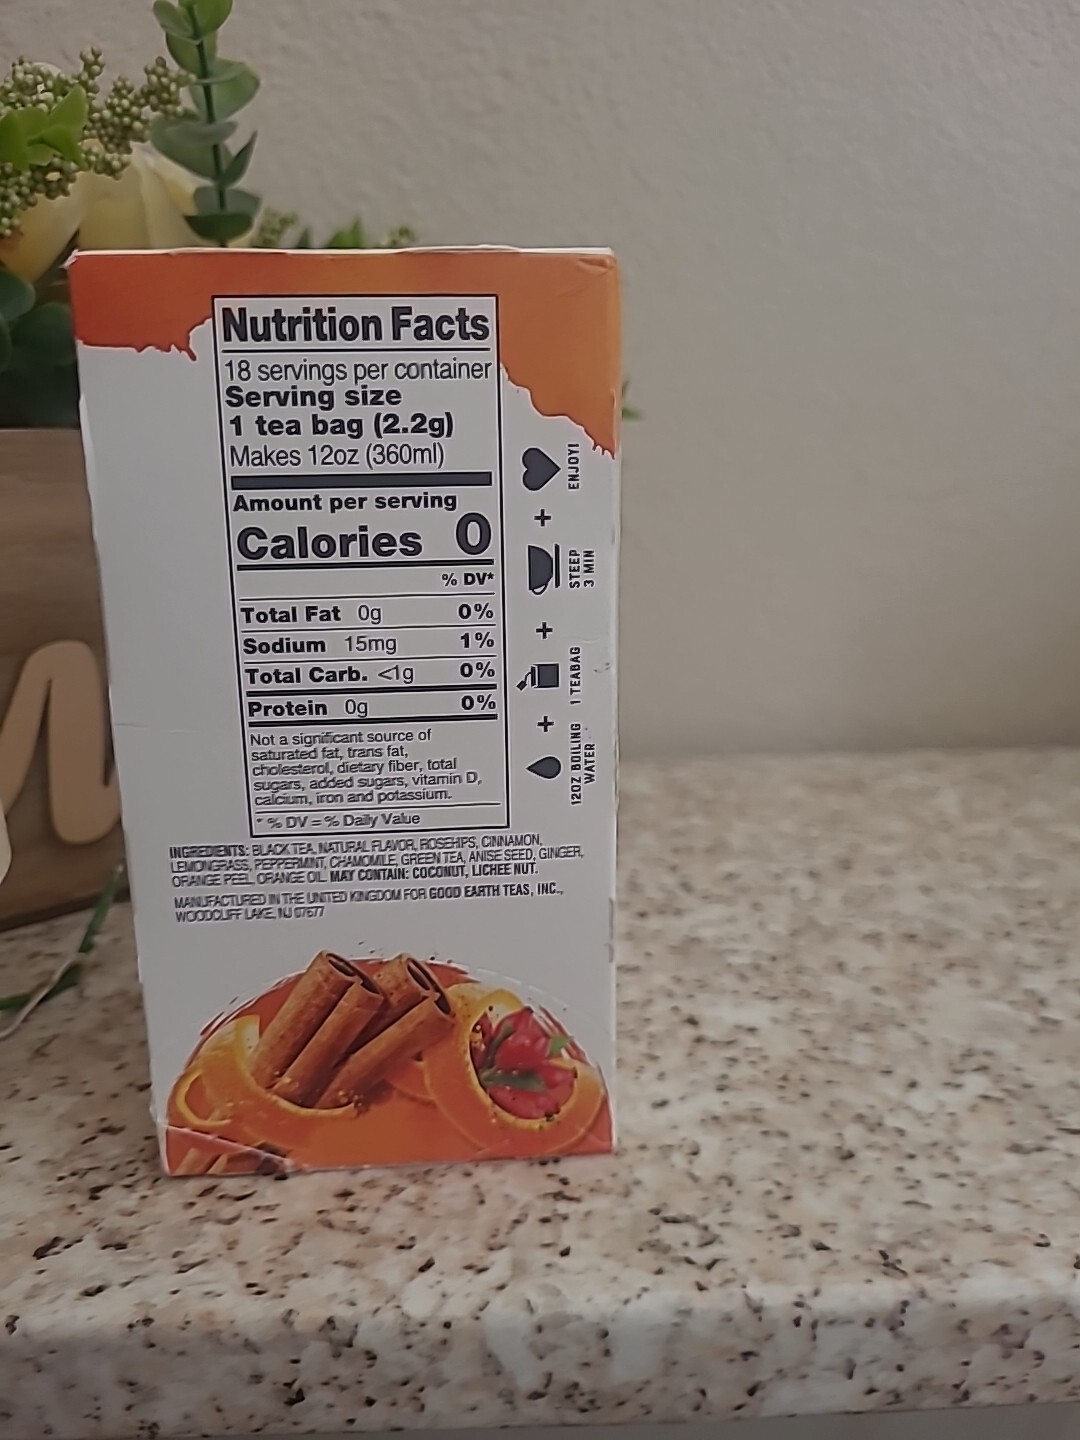 Nutrition Facts
18 servings per container
Serving size
1 tea bag (2.2g)
Makes 12oz (360ml)
Amount per serving
Calories 0
% DV*
Total Fat 0g 0%
Sodium 15mg 1%
Total Carb. <1g 0%
Protein 0g 0%
Not a significant source of
saturated fat, trans fat,
cholesterol, dietary fiber, total
sugars, added sugars, vitamin D,
calcium, iron and potassium.
* % DV = % Daily Value
12OZ BOILING
WATER
+
1 TEABAG
+
STEEP
3 MIN
+
ENJOY!
INGREDIENTS: BLACK TEA, NATURAL FLAVOR, ROSEHIPS, CINNAMON,
LEMONGRASS, PEPPERMINT, CHAMOMILE, GREEN TEA, ANISE SEED, GINGER,
ORANGE PEEL, ORANGE OIL. MAY CONTAIN: COCONUT, LICHEE NUT.
MANUFACTURED IN THE UNITED KINGDOM FOR GOOD EARTH TEAS, INC.,
WOODCLIFF LAKE, NJ 07677